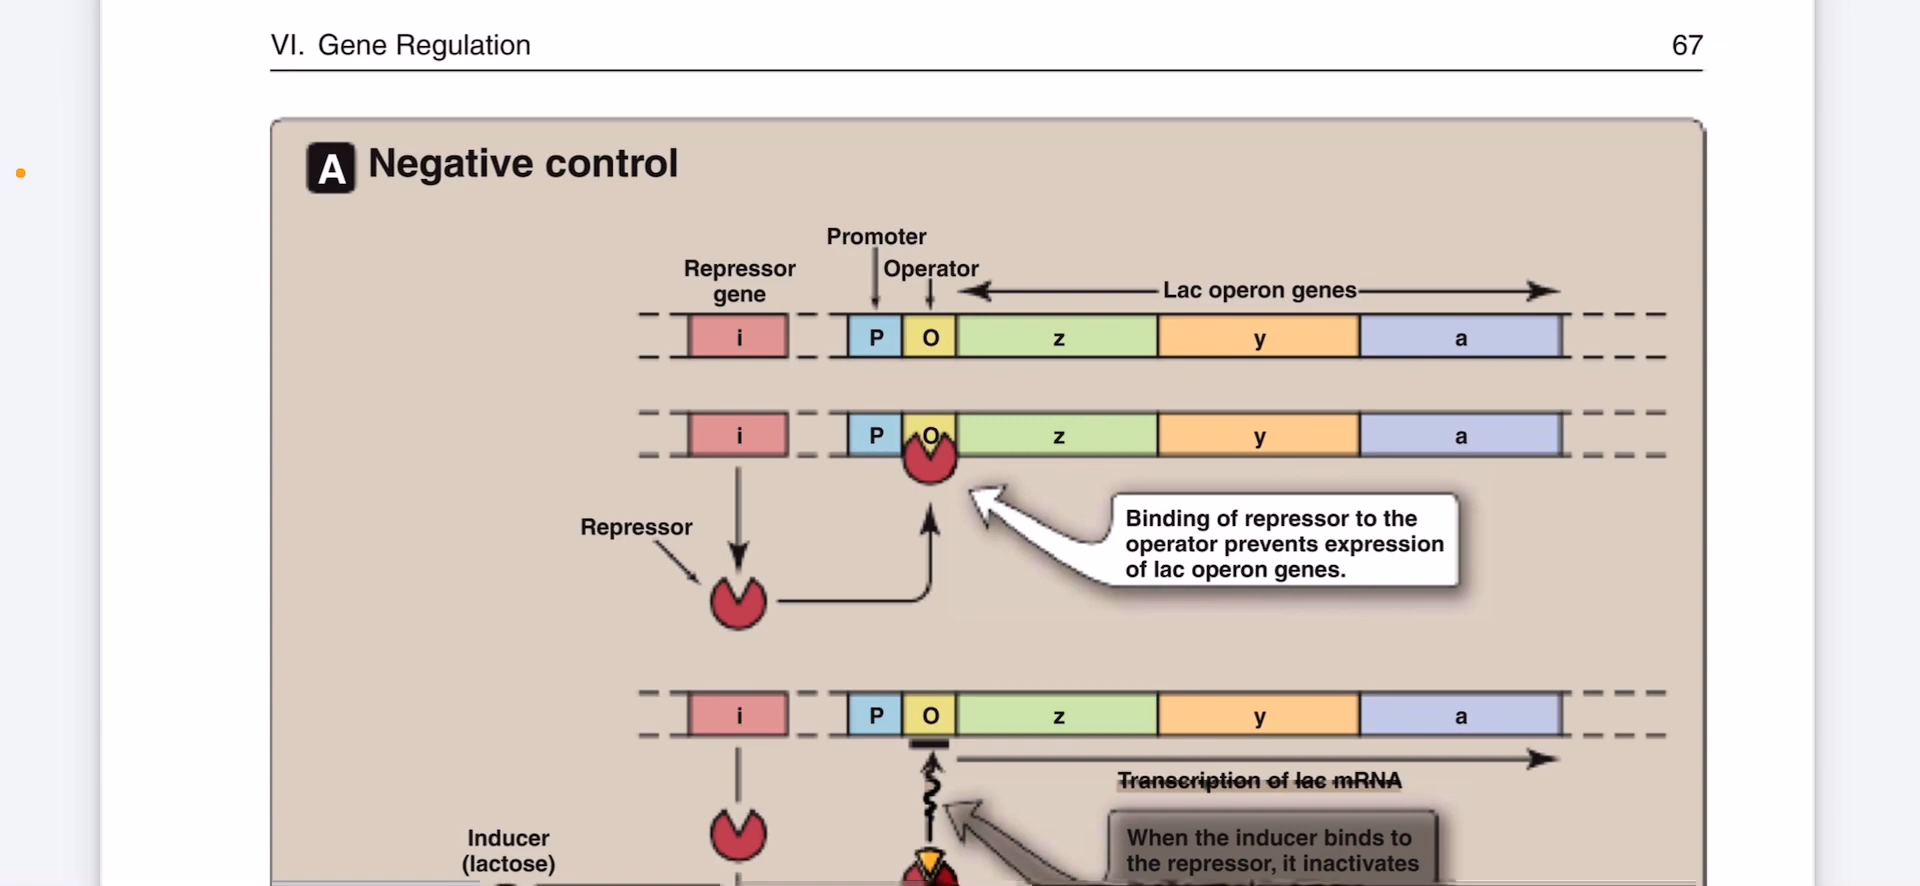 VI. Gene Regulation 67
A Negative control
Promoter
Repressor
gene
Operator
Lac operon genes
i P O z y a
i P O z y a
Repressor
Binding of repressor to the
operator prevents expression
of lac operon genes.
i P O z y a
Transcription of lac mRNA
Inducer
(lactose)
When the inducer binds to
the repressor, it inactivates